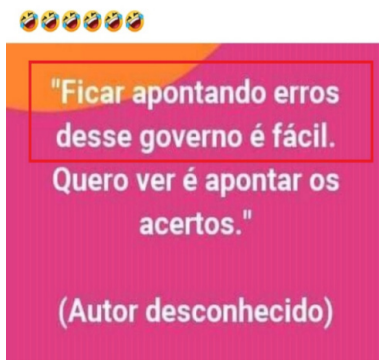 🤣🤣🤣🤣🤣🤣
"Ficar apontando erros
desse governo é fácil.
Quero ver é apontar os
acertos."
(Autor desconhecido)